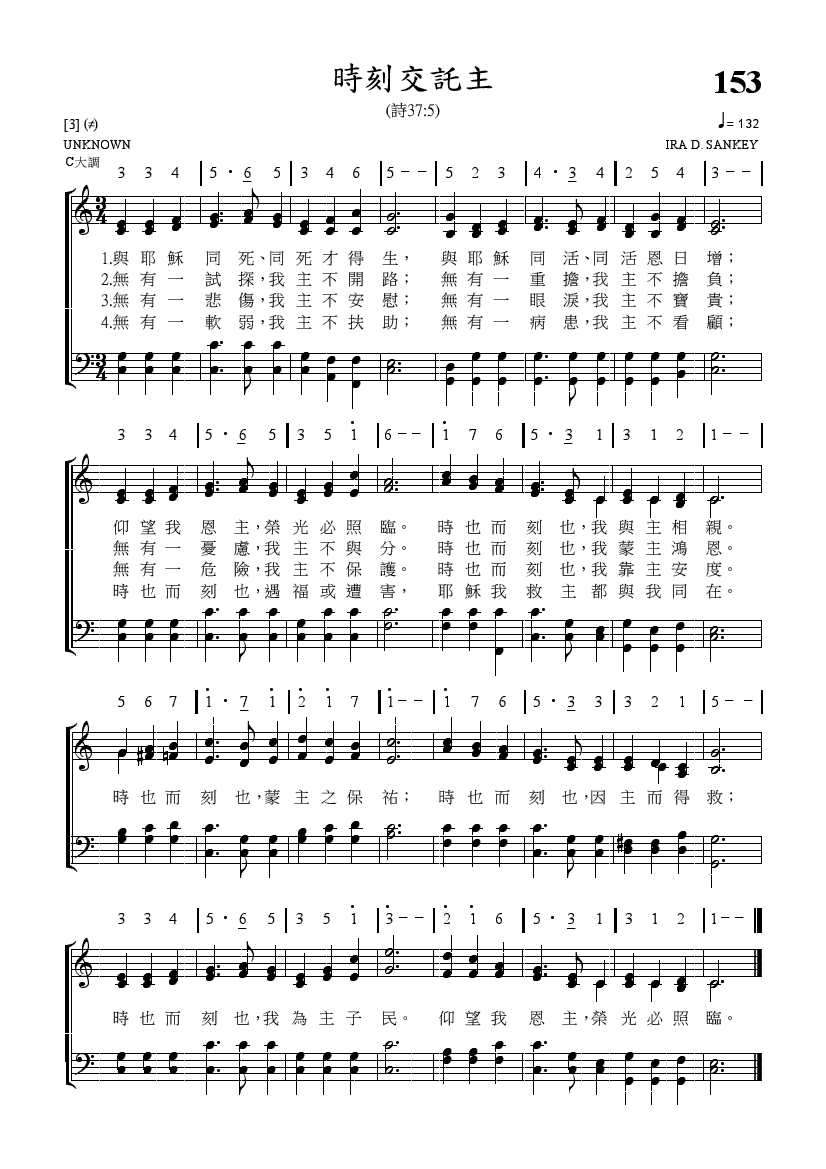 時刻交託主
153
(詩37:5)
[3] (≠)
♩= 132
UNKNOWN
IRA D. SANKEY
C大調
3 3 4 | 5 · 6 5 | 3 4 6 | 5 – – | 5 2 3 | 4 · 3 4 | 2 5 4 | 3 – – |
1.與耶穌同死、同死才得生，與耶穌同活、同活恩日增；
2.無有一試探，我主不開路；無有一重擔，我主不擔負；
3.無有一悲傷，我主不安慰；無有一眼淚，我主不寶貴；
4.無有一軟弱，我主不扶助；無有一病患，我主不看顧；
3 3 4 | 5 · 6 5 | 3 5 1̇ | 6 – – | 1̇ 7 6 | 5 · 3 1 | 3 1 2 | 1 – – |
仰望我恩主，榮光必照臨。時也而刻也，我與主相親。
無有一憂慮，我主不與分。時也而刻也，我蒙主鴻恩。
無有一危險，我主不保護。時也而刻也，我靠主安度。
時也而刻也，遇福或遭害，耶穌我救主都與我同在。
5 6 7 | 1̇ · 7 1̇ | 2̇ 1̇ 7 | 1̇ – – | 1̇ 7 6 | 5 · 3 3 | 3 2 1 | 5 – – |
時也而刻也，蒙主之保祐；時也而刻也，因主而得救；
3 3 4 | 5 · 6 5 | 3 5 1̇ | 3̇ – – | 2̇ 1̇ 6 | 5 · 3 1 | 3 1 2 | 1 – –
時也而刻也，我為主子民。仰望我恩主，榮光必照臨。